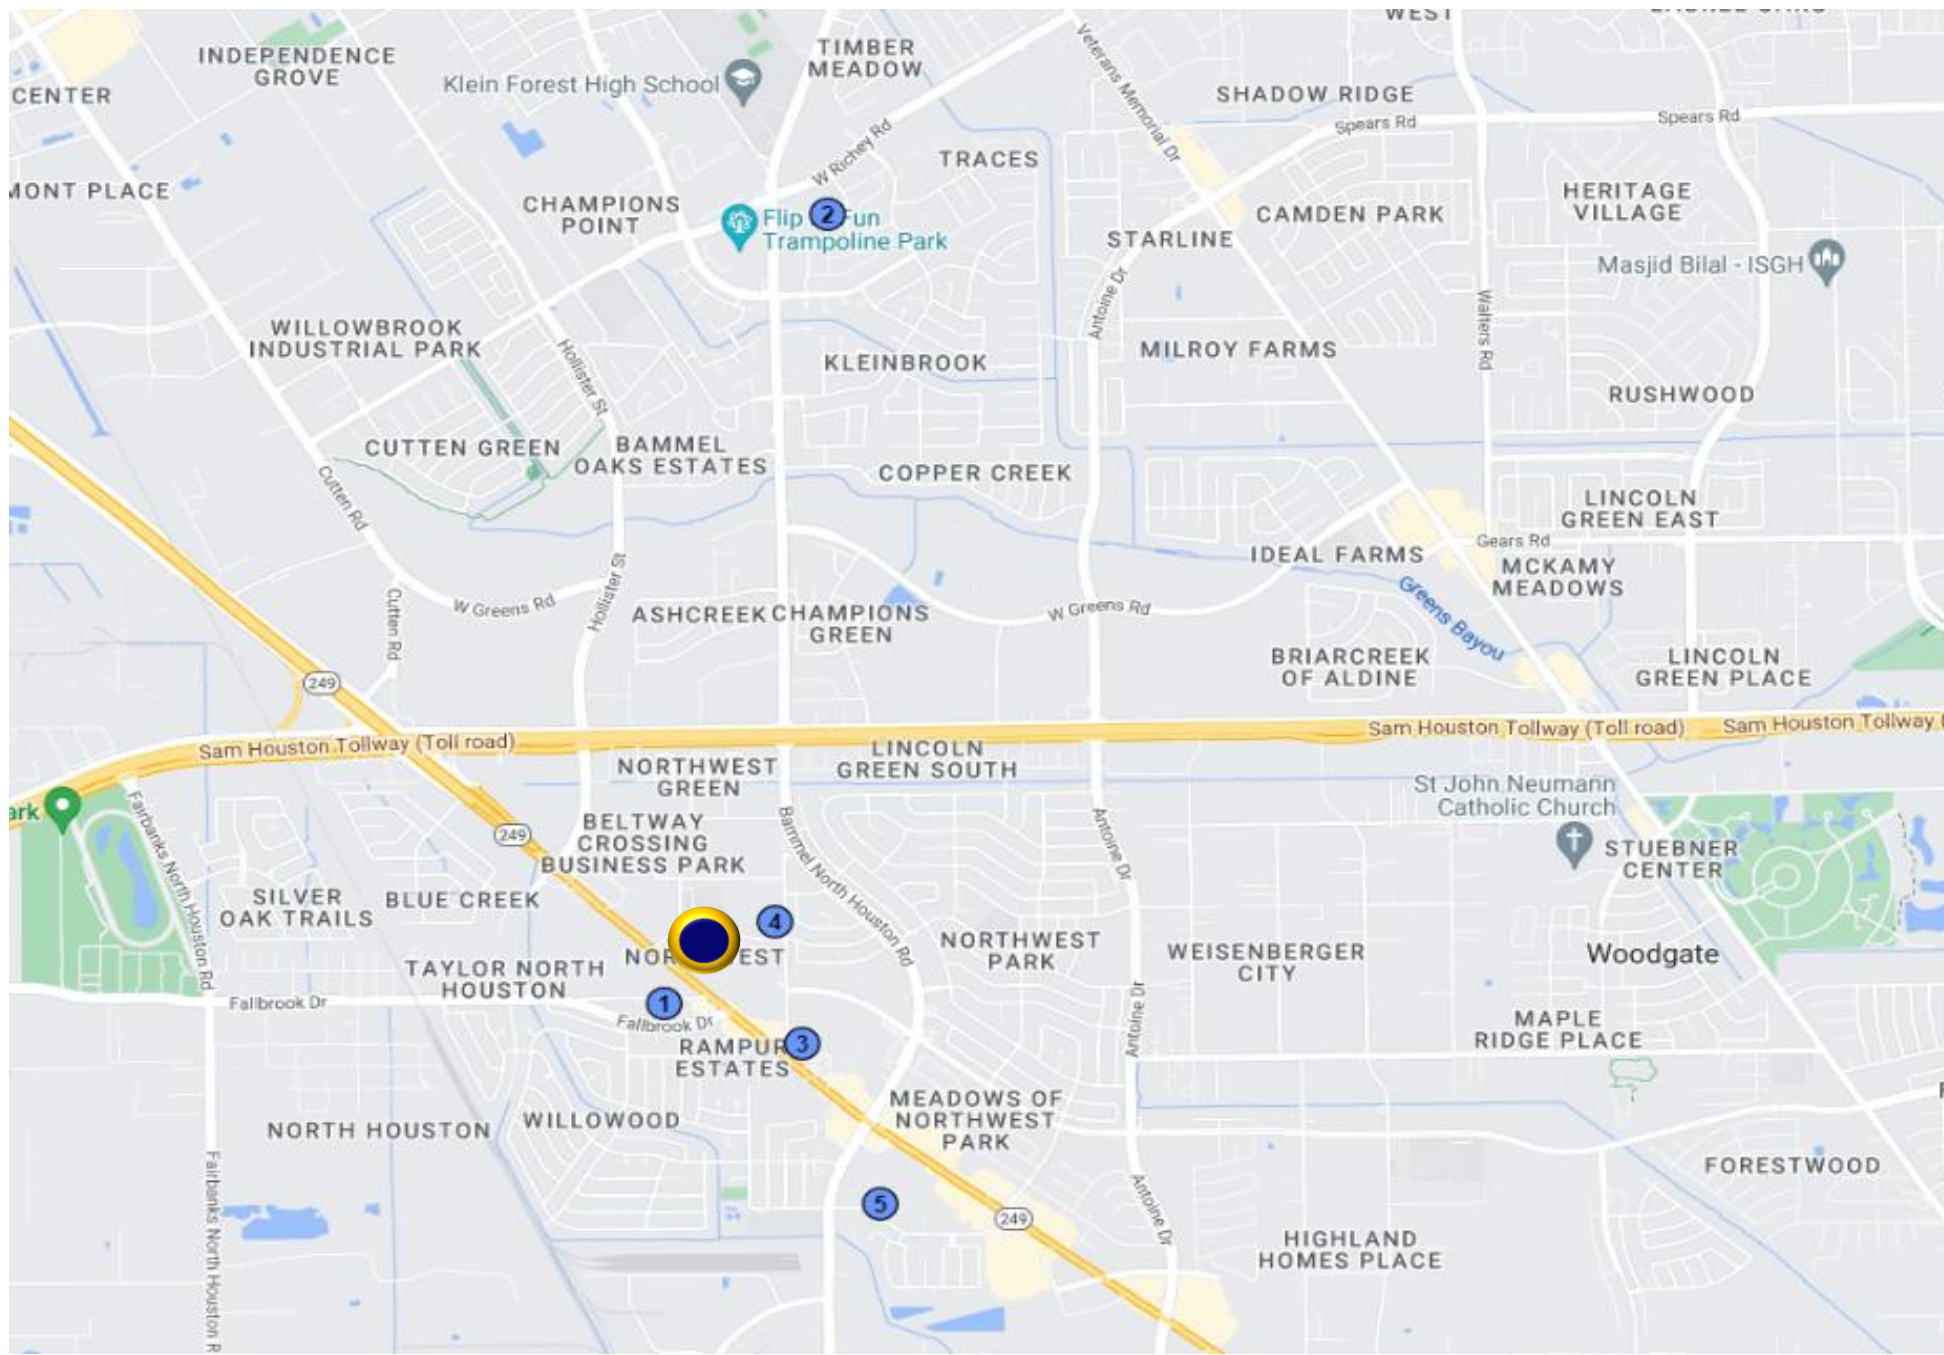 WEST
INDEPENDENCE
GROVE
CENTER
Klein Forest High School
TIMBER
MEADOW
Veterans Memorial Dr
SHADOW RIDGE
Spears Rd
Spears Rd
W Richey Rd
TRACES
MONT PLACE
CHAMPIONS
POINT
Flip
2
Fun
Trampoline Park
CAMDEN PARK
HERITAGE
VILLAGE
STARLINE
Masjid Bilal - ISGH
Antoine Dr
Walters Rd
WILLOWBROOK
INDUSTRIAL PARK
Hollister St
KLEINBROOK
MILROY FARMS
RUSHWOOD
CUTTEN GREEN
BAMMEL
OAKS ESTATES
COPPER CREEK
Cutten Rd
LINCOLN
GREEN EAST
Gears Rd
IDEAL FARMS
MCKAMY
MEADOWS
Greens Bayou
Cutten Rd
W Greens Rd
Hollister St
ASHCREEK
CHAMPIONS
GREEN
W Greens Rd
BRIARCREEK
OF ALDINE
LINCOLN
GREEN PLACE
249
Sam Houston Tollway (Toll road)
Sam Houston Tollway (Toll road)
Sam Houston Tollway (
LINCOLN
GREEN SOUTH
NORTHWEST
GREEN
St John Neumann
Catholic Church
ark
Fairbanks North Houston Rd
249
BELTWAY
CROSSING
BUSINESS PARK
Bammel North Houston Rd
Antoine Dr
STUEBNER
CENTER
SILVER
OAK TRAILS
BLUE CREEK
4
NOR
EST
NORTHWEST
PARK
WEISENBERGER
CITY
Woodgate
TAYLOR NORTH
HOUSTON
Fallbrook Dr
1
Fallbrook Dr
Antoine Dr
MAPLE
RIDGE PLACE
RAMPUR
ESTATES
3
MEADOWS OF
NORTHWEST
PARK
NORTH HOUSTON
WILLOWOOD
FORESTWOOD
Fairbanks North Houston R
5
249
Antoine Dr
HIGHLAND
HOMES PLACE